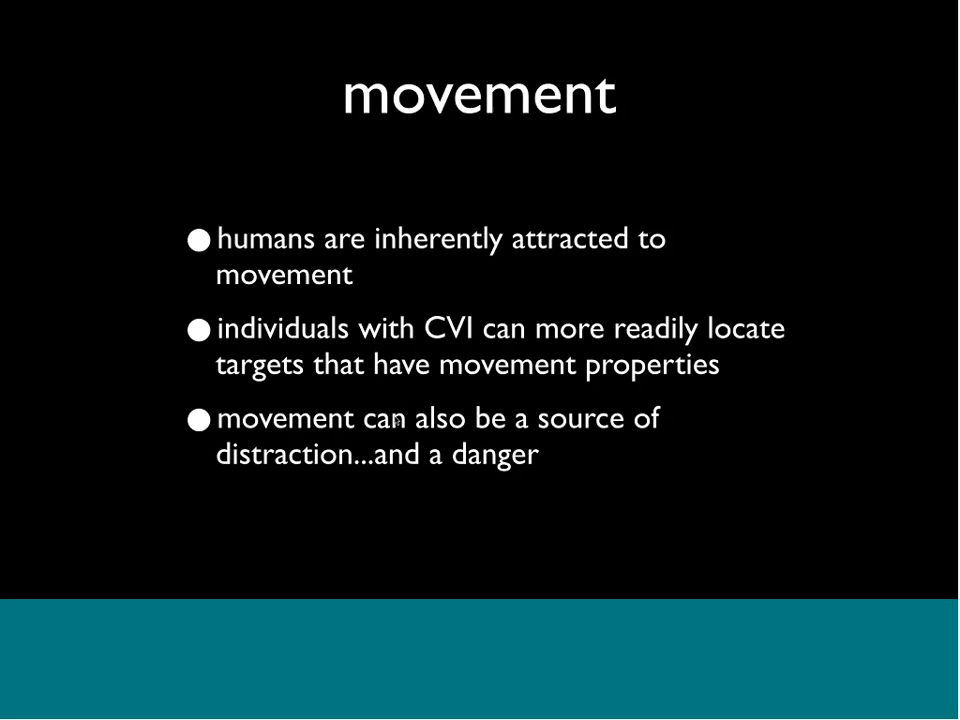 movement
●humans are inherently attracted to
movement
●individuals with CVI can more readily locate
targets that have movement properties
●movement can also be a source of
distraction...and a danger